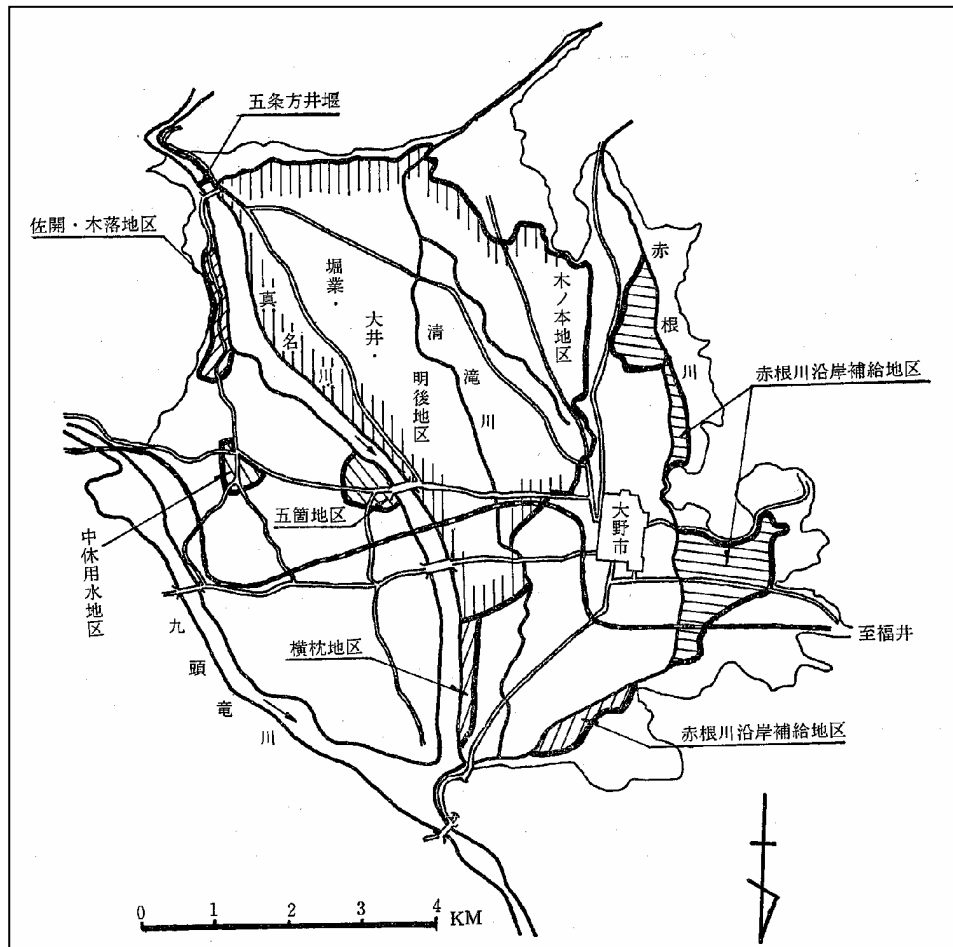 五条方井堰
佐開・木落地区
真名川
堀業・
大井・
明後地区
清滝川
木ノ本地区
赤根川
赤根川沿岸補給地区
中休用水地区
五箇地区
大野市
至福井
横枕地区
九頭竜川
赤根川沿岸補給地区
0 1 2 3 4 KM